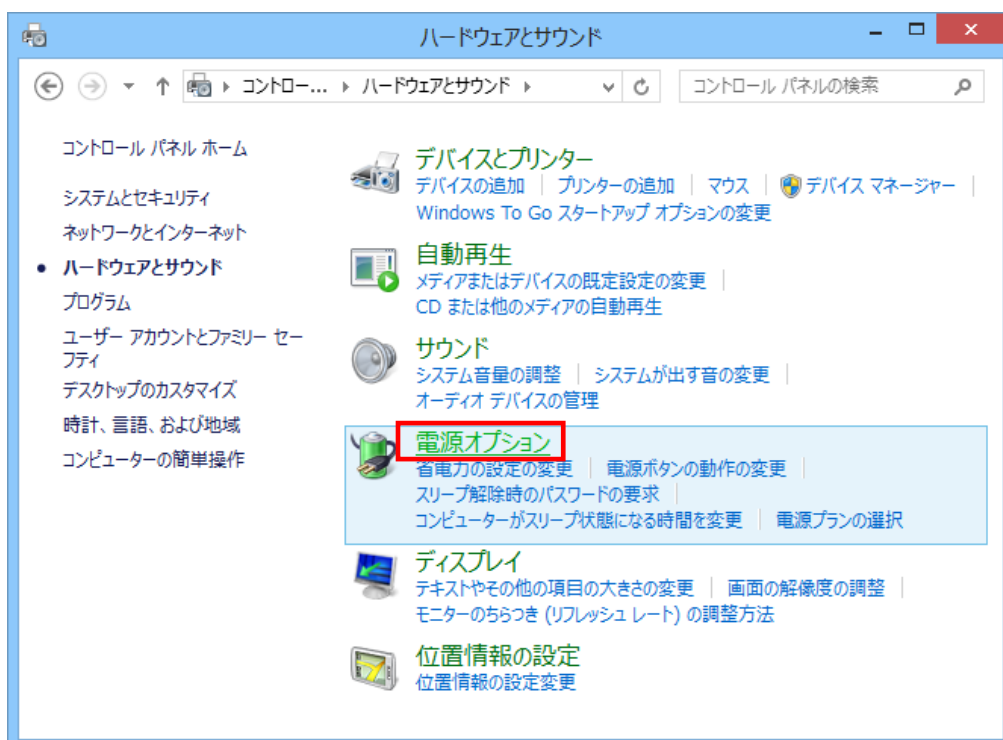 ハードウェアとサウンド
コントロー... ハードウェアとサウンド
コントロール パネルの検索
コントロール パネル ホーム
システムとセキュリティ
ネットワークとインターネット
ハードウェアとサウンド
プログラム
ユーザー アカウントとファミリー セー
フティ
デスクトップのカスタマイズ
時計、言語、および地域
コンピューターの簡単操作
デバイスとプリンター
デバイスの追加 プリンターの追加 マウス デバイス マネージャー
Windows To Go スタートアップ オプションの変更
自動再生
メディアまたはデバイスの既定設定の変更
CD または他のメディアの自動再生
サウンド
システム音量の調整 システムが出す音の変更
オーディオ デバイスの管理
電源オプション
省電力の設定の変更 電源ボタンの動作の変更
スリープ解除時のパスワードの要求
コンピューターがスリープ状態になる時間を変更 電源プランの選択
ディスプレイ
テキストやその他の項目の大きさの変更 画面の解像度の調整
モニターのちらつき (リフレッシュ レート) の調整方法
位置情報の設定
位置情報の設定変更